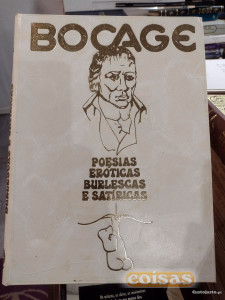 BOCAGE
POESIAS
ERÓTICAS
BURLESCAS
E SATÍRICAS
coisas